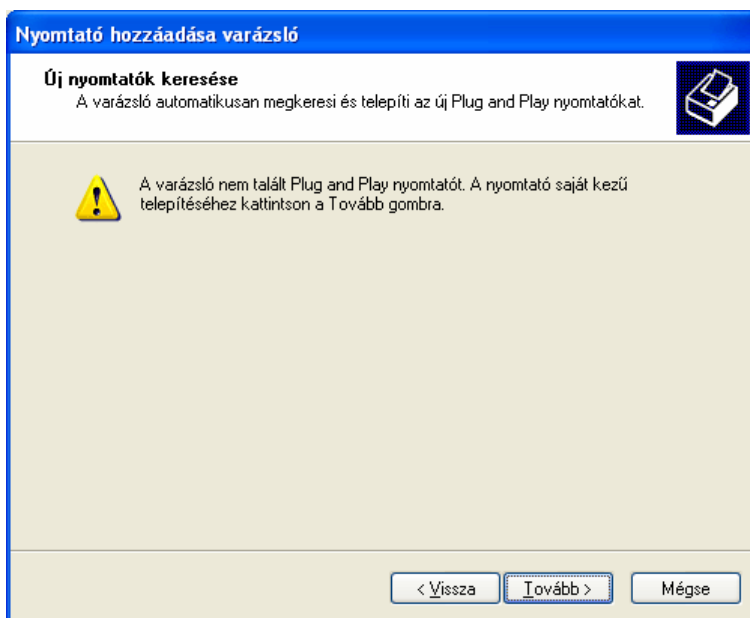 Nyomtató hozzáadása varázsló
Új nyomtatók keresése
A varázsló automatikusan megkeresi és telepíti az új Plug and Play nyomtatókat.
A varázsló nem talált Plug and Play nyomtatót. A nyomtató saját kezű
telepítéséhez kattintson a Tovább gombra.
< Vissza
Tovább >
Mégse